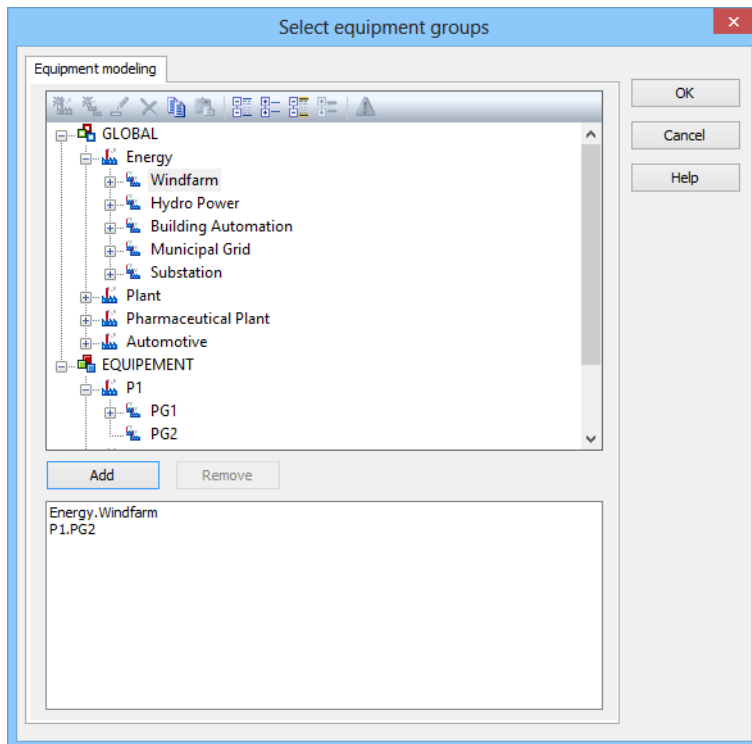 Select equipment groups
Equipment modeling
GLOBAL
Energy
Windfarm
Hydro Power
Building Automation
Municipal Grid
Substation
Plant
Pharmaceutical Plant
Automotive
EQUIPEMENT
P1
PG1
PG2
Add
Remove
Energy.Windfarm
P1.PG2
OK
Cancel
Help